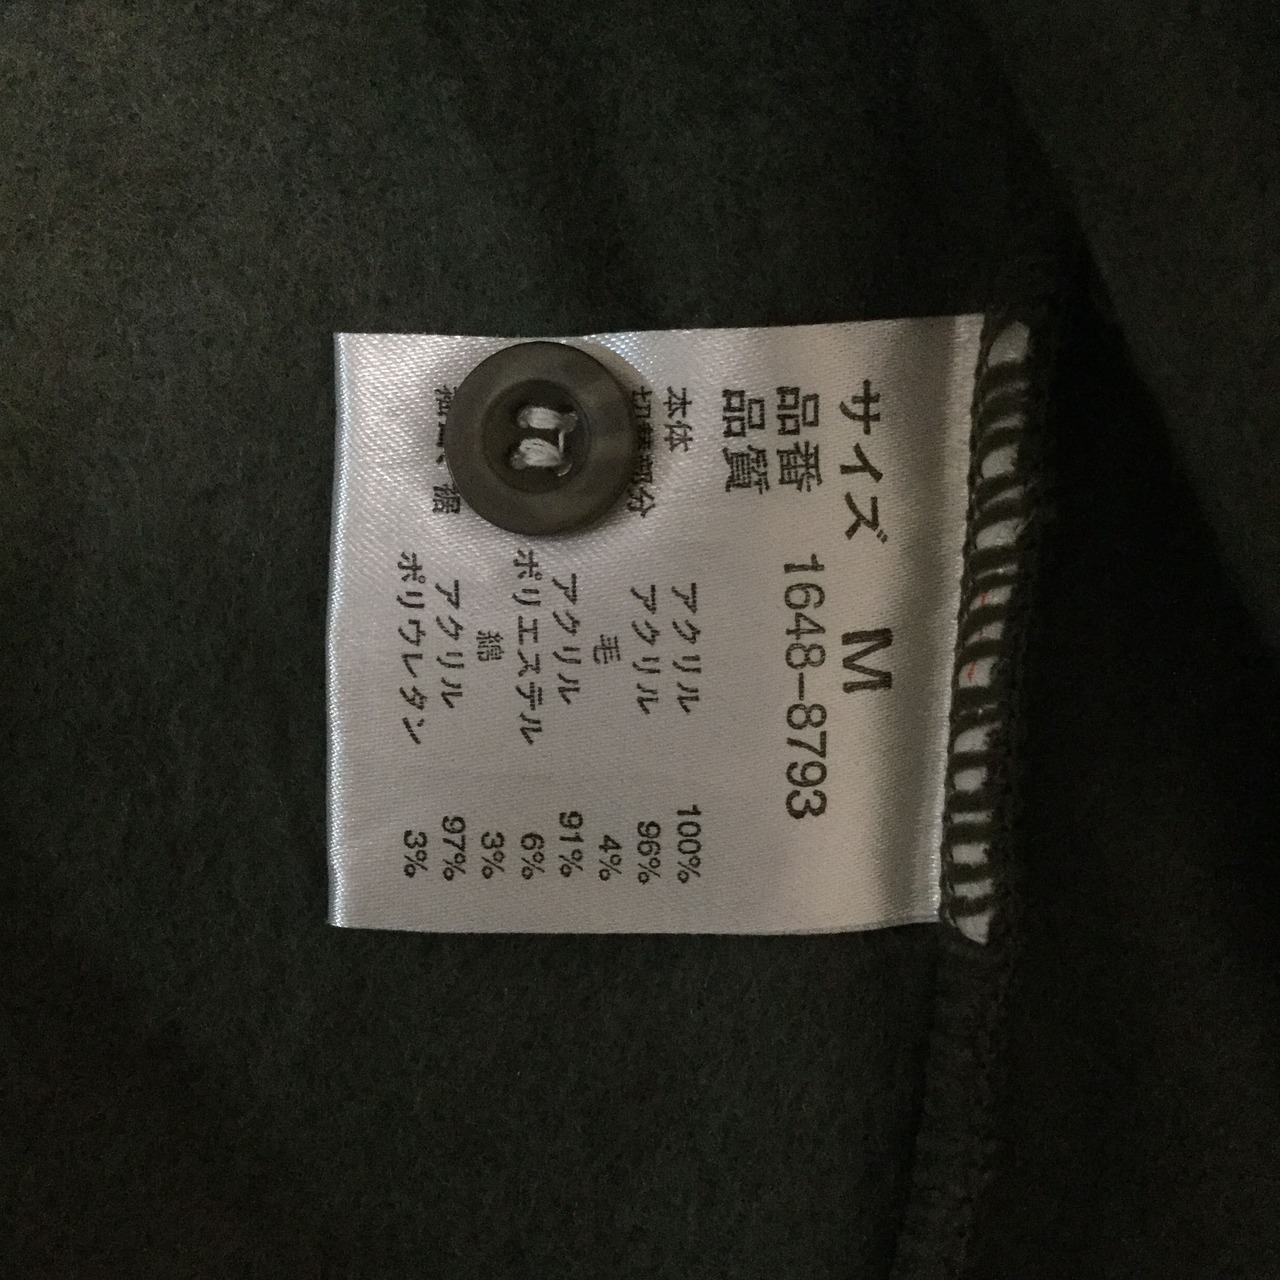 サイズ M
品番 1648-8793
品質
本体 アクリル 100%
切替部分 アクリル 96%
毛 4%
アクリル 91%
ポリエステル 6%
綿 3%
裾 アクリル 97%
ポリウレタン 3%